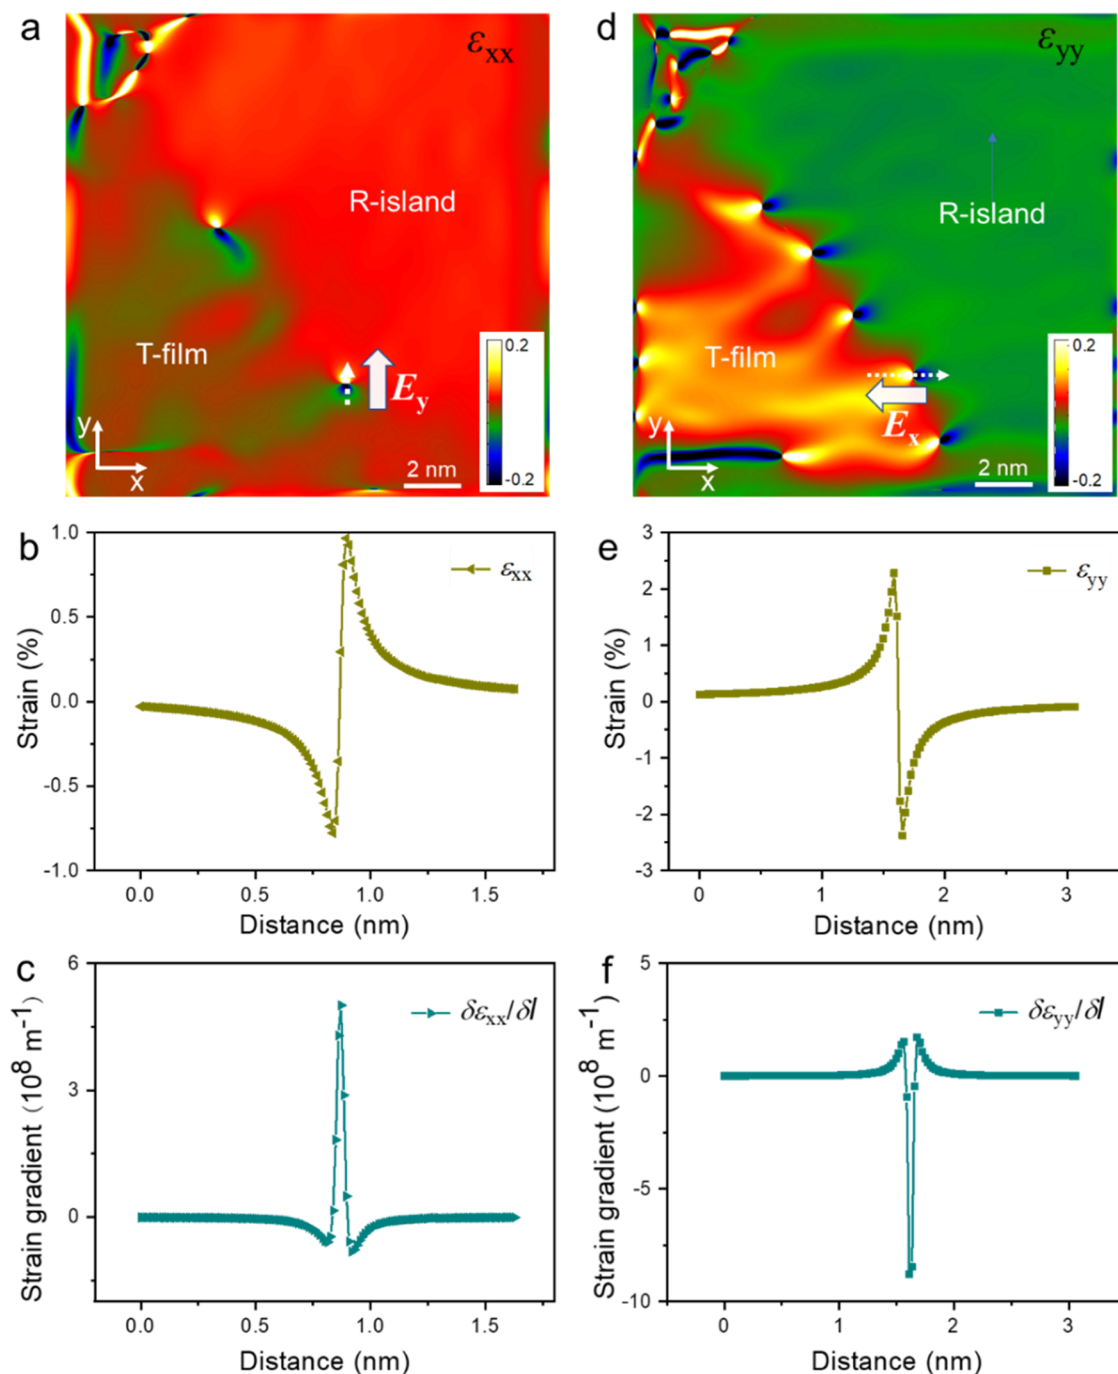 a
εxx
R-island
T-film
Ey
y
x
2 nm
0.2
-0.2
d
εyy
R-island
T-film
Ex
y
x
2 nm
0.2
-0.2
b
1.0
0.5
0.0
-0.5
-1.0
Strain (%)
εxx
0.0 0.5 1.0 1.5
Distance (nm)
e
3
2
1
0
-1
-2
-3
Strain (%)
εyy
0 1 2 3
Distance (nm)
c
6
3
0
Strain gradient (10⁸ m⁻¹)
δεxx/δl
0.0 0.5 1.0 1.5
Distance (nm)
f
5
0
-5
-10
Strain gradient (10⁸ m⁻¹)
δεyy/δl
0 1 2 3
Distance (nm)